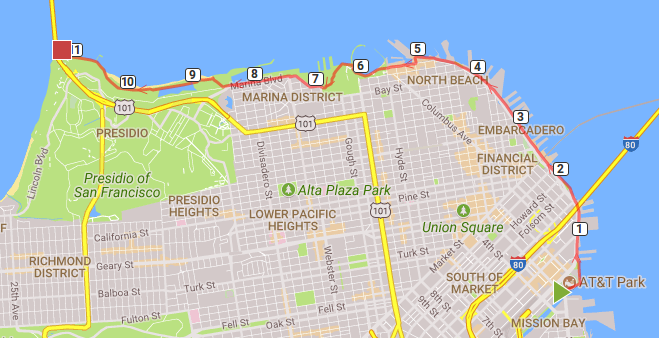 1
10
9
8
7
6
5
4
3
2
1
NORTH BEACH
Marina Blvd
MARINA DISTRICT
Bay St
101
101
Columbus Ave
EMBARCADERO
80
PRESIDIO
FINANCIAL
DISTRICT
Lincoln Blvd
Divisadero St
Gough St
Hyde St
Presidio of
San Francisco
Alta Plaza Park
Pine St
PRESIDIO
HEIGHTS
LOWER PACIFIC
HEIGHTS
101
Union Square
Howard St
Folsom St
F
California St
Market St
4th St
RICHMOND
DISTRICT
Geary St
Webster St
Turk St
80
25th Ave
Balboa St
Turk St
SOUTH OF
MARKET
AT&T Park
8th St
9th St
Fulton St
Fell St
Oak St
Fell St
7th St
MISSION BAY